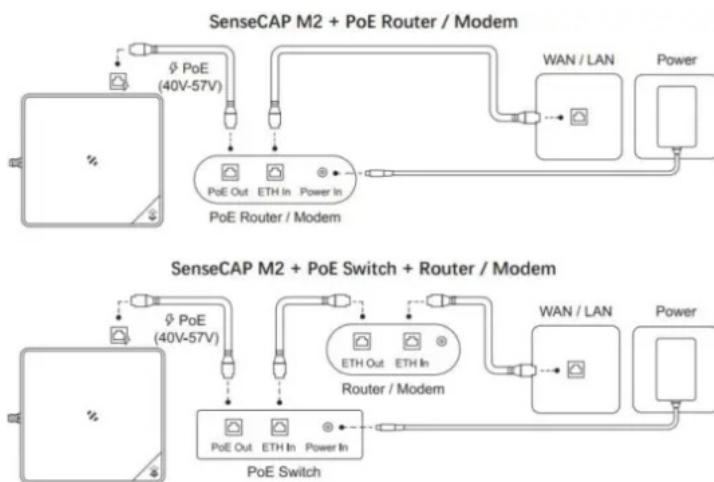 SenseCAP M2 + PoE Router / Modem
PoE
(40V-57V)
WAN / LAN
Power
PoE Out ETH In Power In
PoE Router / Modem
SenseCAP M2 + PoE Switch + Router / Modem
PoE
(40V-57V)
WAN / LAN
Power
ETH Out ETH In
Router / Modem
PoE Out ETH In Power In
PoE Switch